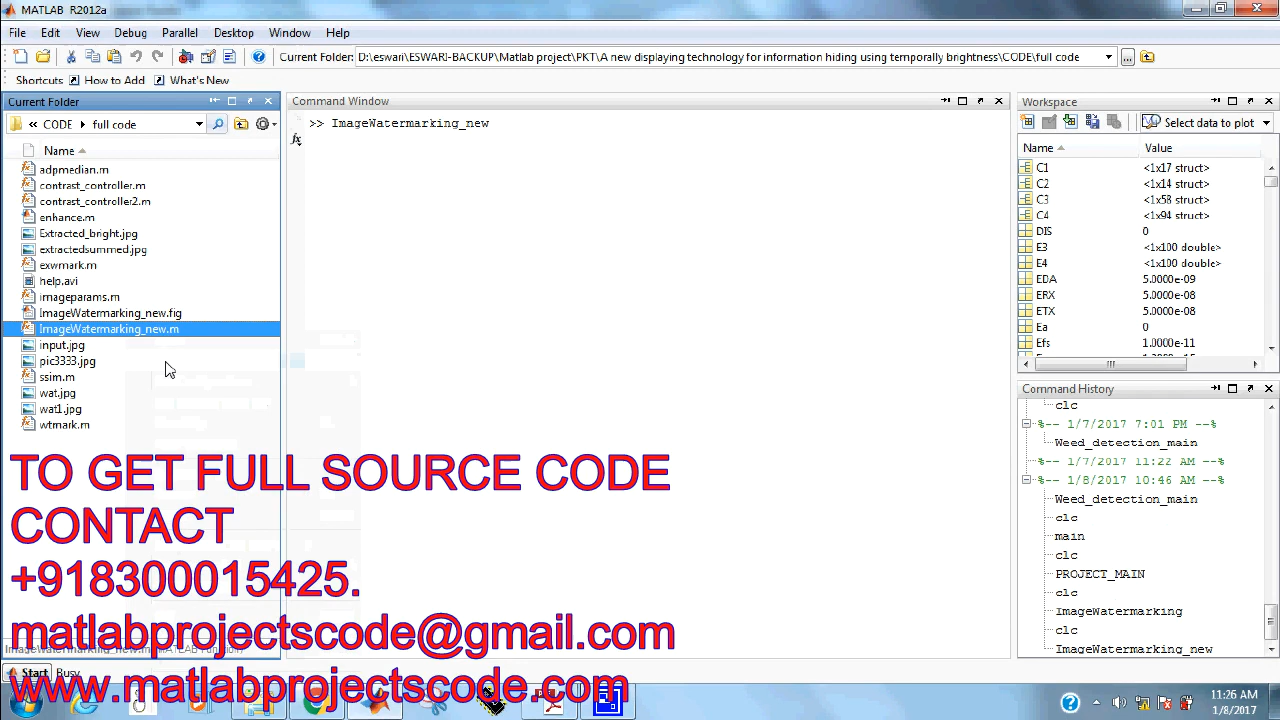 MATLAB R2012a
File Edit View Debug Parallel Desktop Window Help
Current Folder: D:\eswari\ESWARI-BACKUP\Matlab project\PKT\A new displaying technology for information hiding using temporally brightness\CODE\full code
Shortcuts How to Add What's New
Current Folder
« CODE full code
Name
adpmedian.m
contrast_controller.m
contrast_controller2.m
enhance.m
Extracted_bright.jpg
extractedsummed.jpg
exwmark.m
help.avi
imageparams.m
ImageWatermarking_new.fig
ImageWatermarking_new.m
input.jpg
pic3333.jpg
ssim.m
wat.jpg
wat1.jpg
wtmark.m
Command Window
>> ImageWatermarking_new
fx
Workspace
Select data to plot
Name Value
C1 <1x17 struct>
C2 <1x14 struct>
C3 <1x58 struct>
C4 <1x94 struct>
DIS 0
E3 <1x100 double>
E4 <1x100 double>
EDA 5.0000e-09
ERX 5.0000e-08
ETX 5.0000e-08
Ea 0
Efs 1.0000e-11
Command History
clc
%-- 1/7/2017 7:01 PM --%
Weed_detection_main
%-- 1/7/2017 11:22 AM --%
%-- 1/8/2017 10:46 AM --%
Weed_detection_main
clc
main
clc
PROJECT_MAIN
clc
ImageWatermarking
clc
ImageWatermarking_new
TO GET FULL SOURCE CODE
CONTACT
+918300015425.
matlabprojectscode@gmail.com
www.matlabprojectscode.com
ImageWatermarking_new.m (MATLAB Function)
Start Busy
11:26 AM
1/8/2017